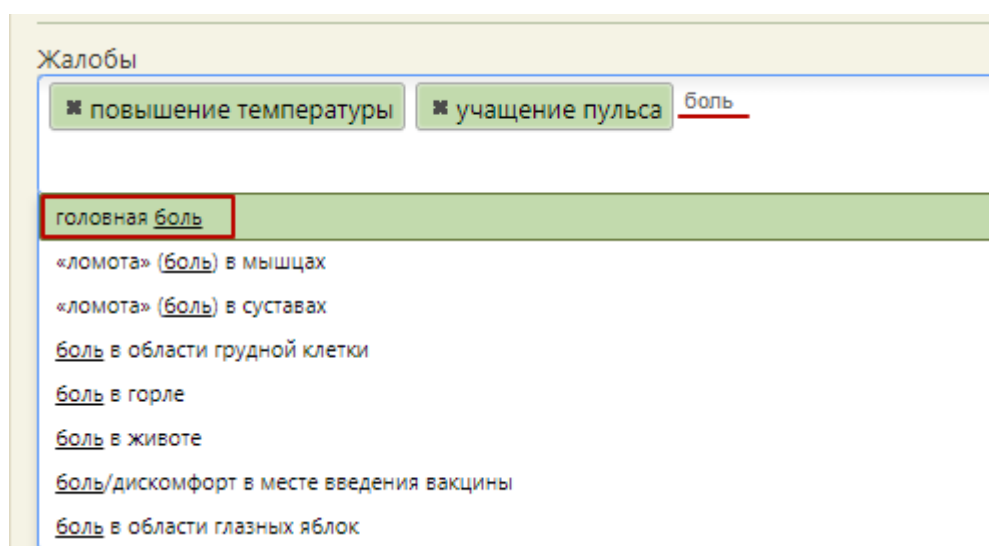 Жалобы
✖ повышение температуры ✖ учащение пульса боль
головная боль
«ломота» (боль) в мышцах
«ломота» (боль) в суставах
боль в области грудной клетки
боль в горле
боль в животе
боль/дискомфорт в месте введения вакцины
боль в области глазных яблок